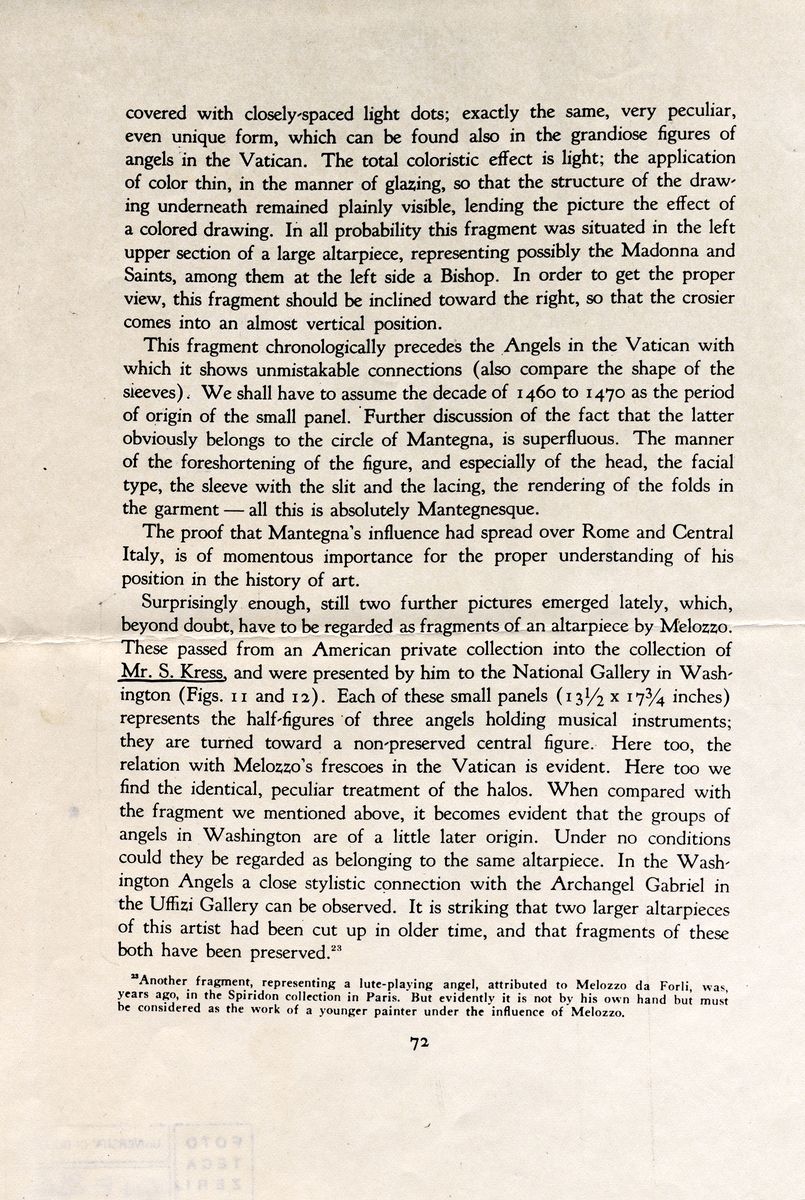 covered with closely-spaced light dots; exactly the same, very peculiar,
even unique form, which can be found also in the grandiose figures of
angels in the Vatican. The total coloristic effect is light; the application
of color thin, in the manner of glazing, so that the structure of the draw-
ing underneath remained plainly visible, lending the picture the effect of
a colored drawing. In all probability this fragment was situated in the left
upper section of a large altarpiece, representing possibly the Madonna and
Saints, among them at the left side a Bishop. In order to get the proper
view, this fragment should be inclined toward the right, so that the crosier
comes into an almost vertical position.
This fragment chronologically precedes the Angels in the Vatican with
which it shows unmistakable connections (also compare the shape of the
sleeves). We shall have to assume the decade of 1460 to 1470 as the period
of origin of the small panel. Further discussion of the fact that the latter
obviously belongs to the circle of Mantegna, is superfluous. The manner
of the foreshortening of the figure, and especially of the head, the facial
type, the sleeve with the slit and the lacing, the rendering of the folds in
the garment — all this is absolutely Mantegnesque.
The proof that Mantegna's influence had spread over Rome and Central
Italy, is of momentous importance for the proper understanding of his
position in the history of art.
Surprisingly enough, still two further pictures emerged lately, which,
beyond doubt, have to be regarded as fragments of an altarpiece by Melozzo.
These passed from an American private collection into the collection of
Mr. S. Kress, and were presented by him to the National Gallery in Wash-
ington (Figs. 11 and 12). Each of these small panels (13½ x 17¾ inches)
represents the half-figures of three angels holding musical instruments;
they are turned toward a non-preserved central figure. Here too, the
relation with Melozzo's frescoes in the Vatican is evident. Here too we
find the identical, peculiar treatment of the halos. When compared with
the fragment we mentioned above, it becomes evident that the groups of
angels in Washington are of a little later origin. Under no conditions
could they be regarded as belonging to the same altarpiece. In the Wash-
ington Angels a close stylistic connection with the Archangel Gabriel in
the Uffizi Gallery can be observed. It is striking that two larger altarpieces
of this artist had been cut up in older time, and that fragments of these
both have been preserved.²³
²³Another fragment, representing a lute-playing angel, attributed to Melozzo da Forli, was,
years ago, in the Spiridon collection in Paris. But evidently it is not by his own hand but must
be considered as the work of a younger painter under the influence of Melozzo.
72
FOTO
TECA
ZERI